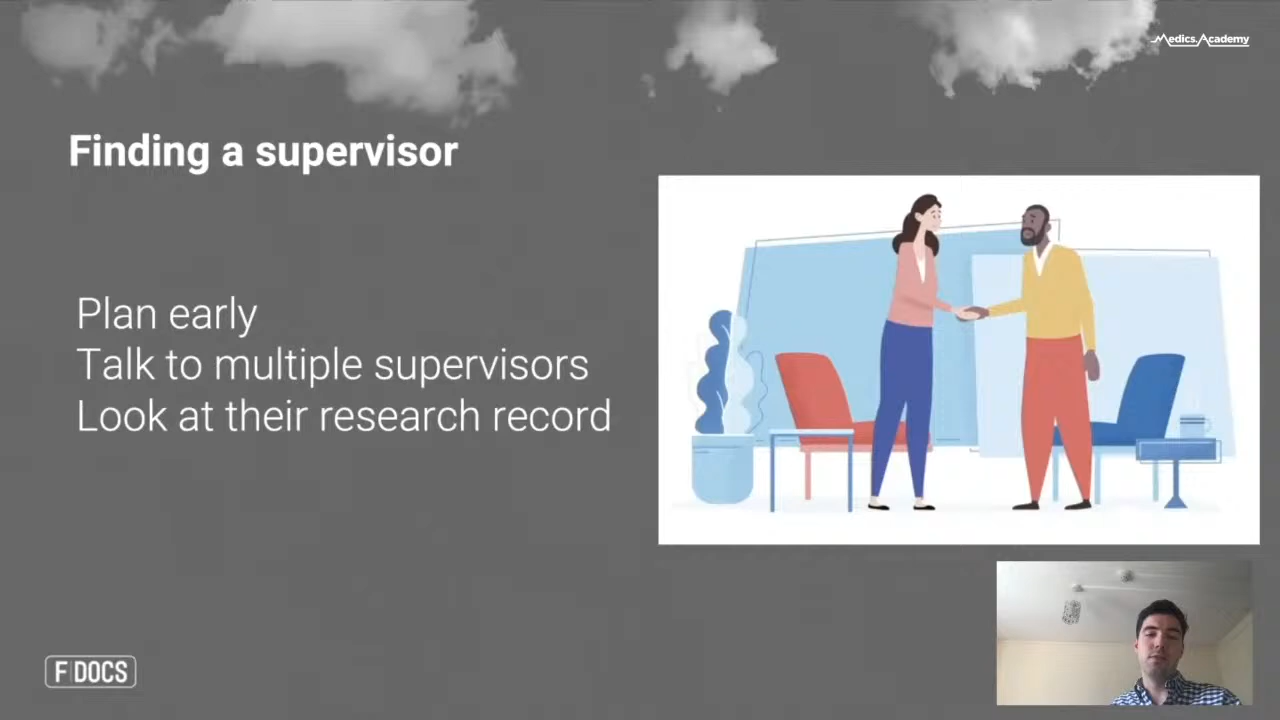 Medics.Academy
Finding a supervisor
Plan early
Talk to multiple supervisors
Look at their research record
F DOCS